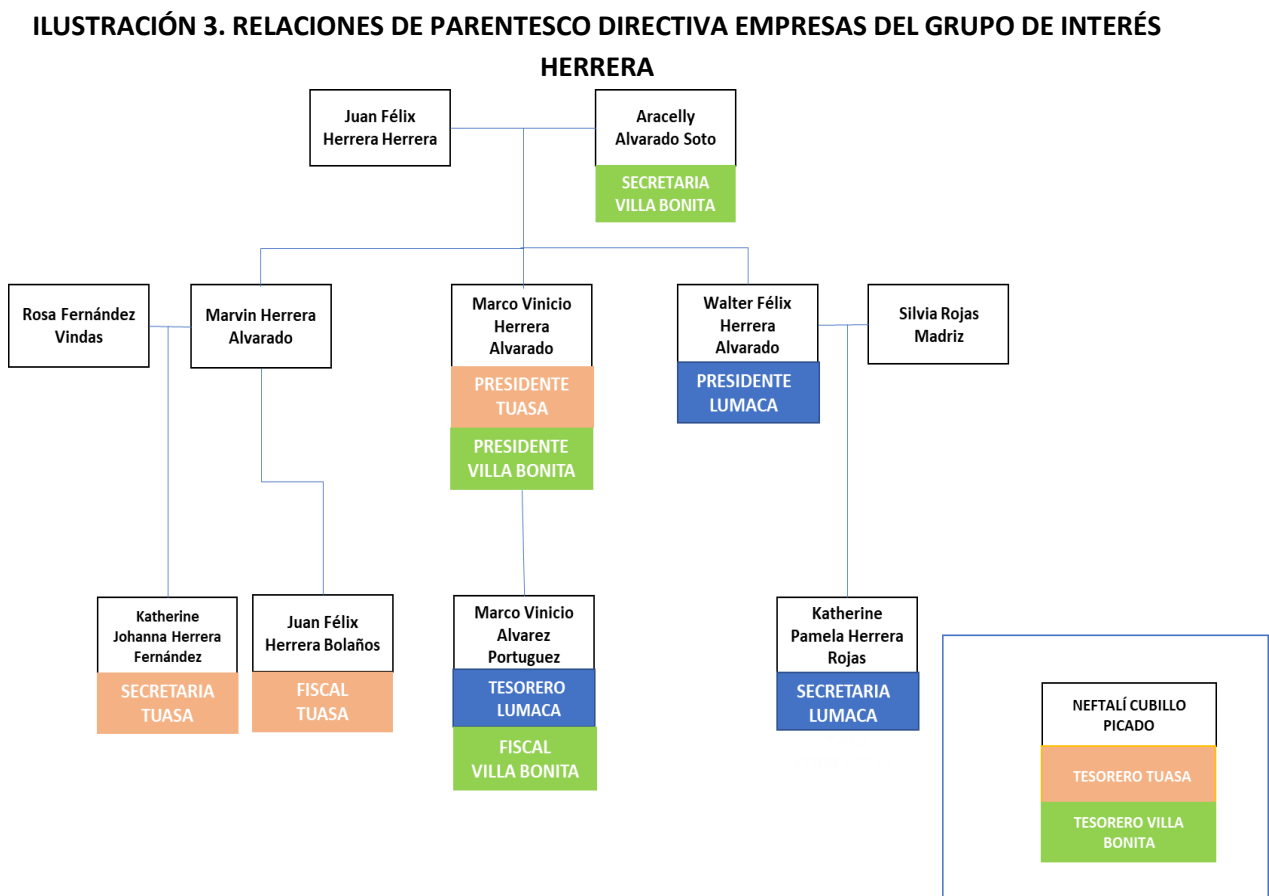 ILUSTRACIÓN 3. RELACIONES DE PARENTESCO DIRECTIVA EMPRESAS DEL GRUPO DE INTERÉS
HERRERA
Juan Félix
Herrera Herrera
Aracelly
Alvarado Soto
SECRETARIA
VILLA BONITA
Rosa Fernández
Vindas
Marvin Herrera
Alvarado
Marco Vinicio
Herrera
Alvarado
PRESIDENTE
TUASA
PRESIDENTE
VILLA BONITA
Walter Félix
Herrera
Alvarado
PRESIDENTE
LUMACA
Silvia Rojas
Madriz
Katherine
Johanna Herrera
Fernández
SECRETARIA
TUASA
Juan Félix
Herrera Bolaños
FISCAL
TUASA
Marco Vinicio
Alvarez
Portuguez
TESORERO
LUMACA
FISCAL
VILLA BONITA
Katherine
Pamela Herrera
Rojas
SECRETARIA
LUMACA
NEFTALÍ CUBILLO
PICADO
TESORERO TUASA
TESORERO VILLA
BONITA